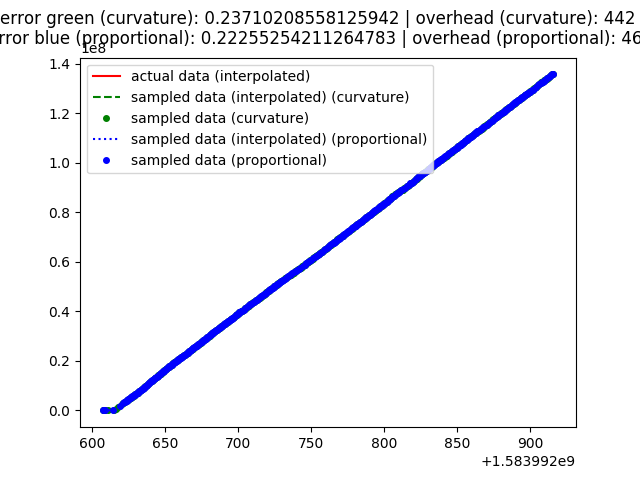 error green (curvature): 0.23710208558125942 | overhead (curvature): 442
rror blue (proportional): 0.22255254211264783 | overhead (proportional): 46
1e8
1.4
1.2
1.0
0.8
0.6
0.4
0.2
0.0
actual data (interpolated)
sampled data (interpolated) (curvature)
sampled data (curvature)
sampled data (interpolated) (proportional)
sampled data (proportional)
600 650 700 750 800 850 900
+1.583992e9